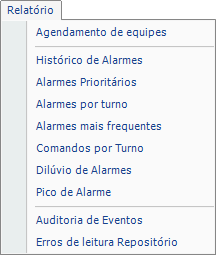 Relatório
Agendamento de equipes
Histórico de Alarmes
Alarmes Prioritários
Alarmes por turno
Alarmes mais frequentes
Comandos por Turno
Dilúvio de Alarmes
Pico de Alarme
Auditoria de Eventos
Erros de leitura Repositório